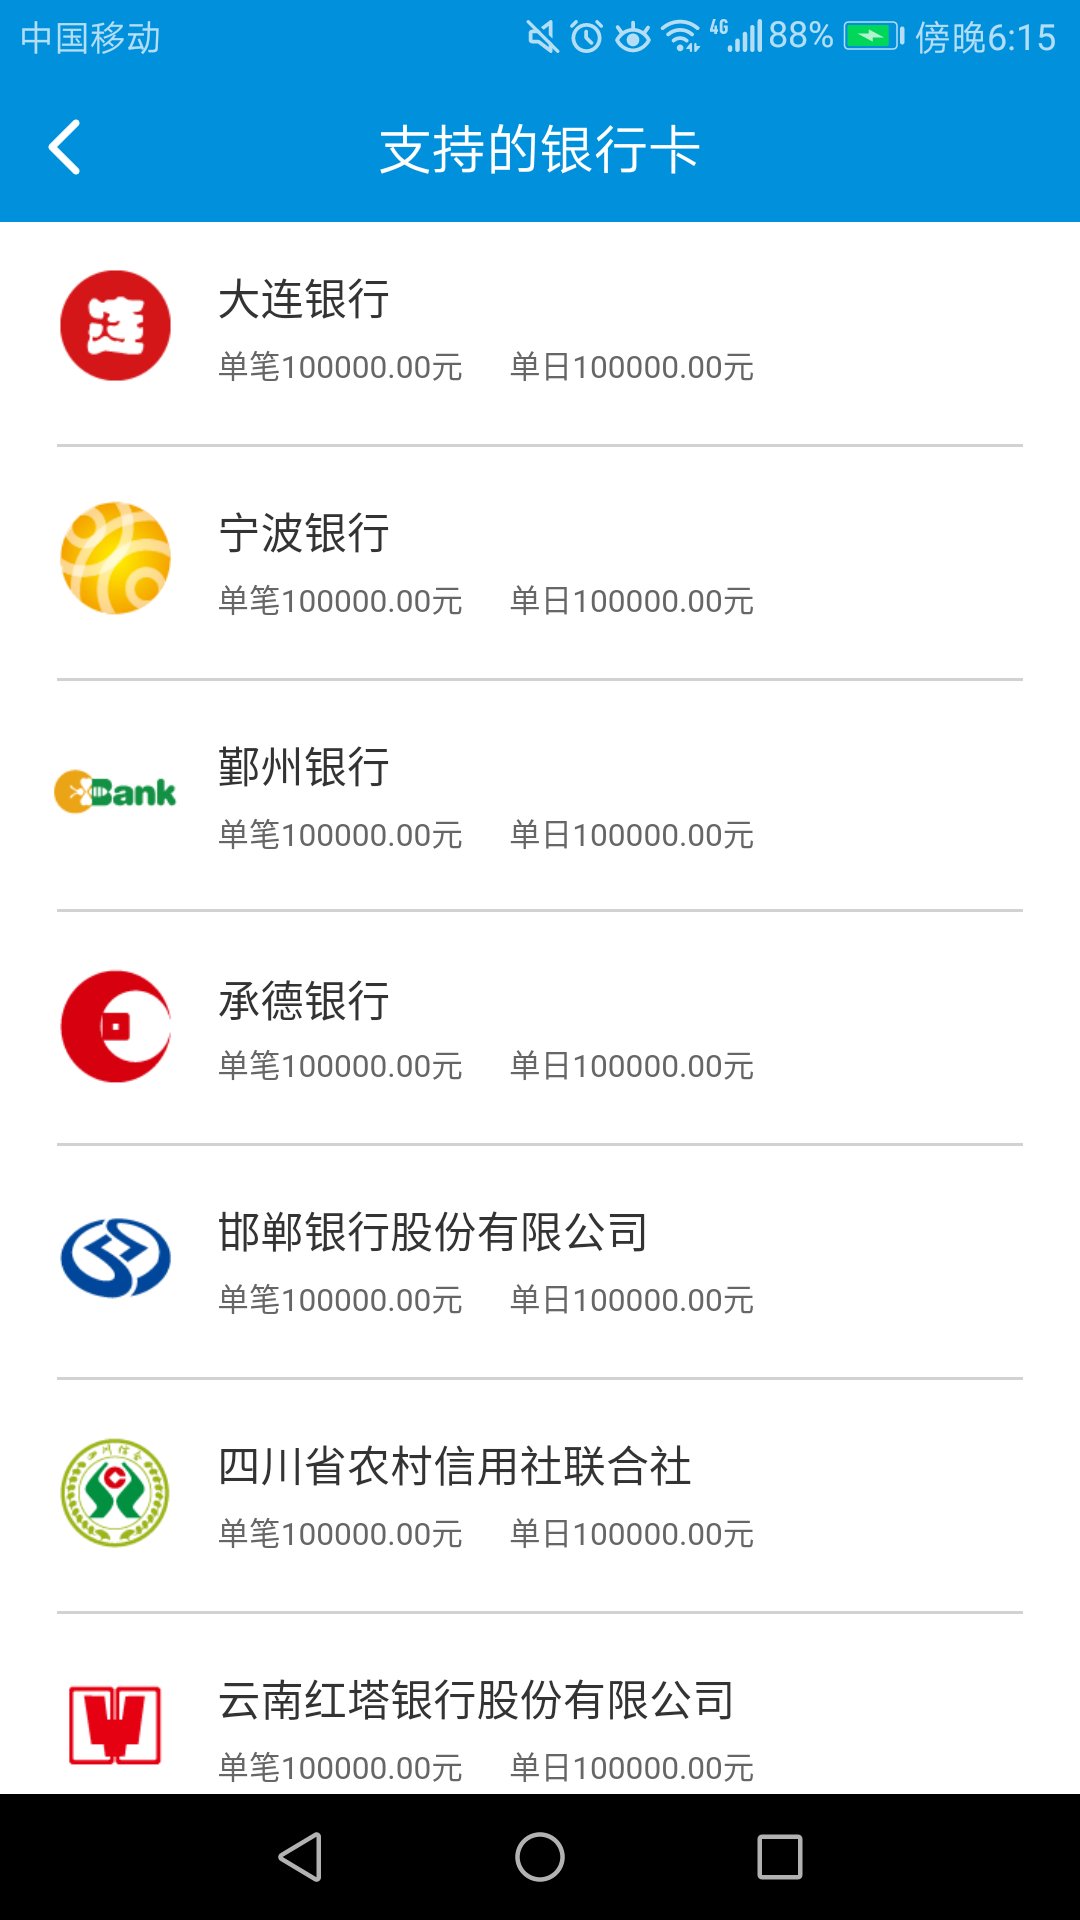 中国移动 4G 88% 傍晚6:15
支持的银行卡
大连银行
单笔100000.00元 单日100000.00元
宁波银行
单笔100000.00元 单日100000.00元
Bank
鄞州银行
单笔100000.00元 单日100000.00元
承德银行
单笔100000.00元 单日100000.00元
邯郸银行股份有限公司
单笔100000.00元 单日100000.00元
四川信合
四川省农村信用社联合社
单笔100000.00元 单日100000.00元
云南红塔银行股份有限公司
单笔100000.00元 单日100000.00元